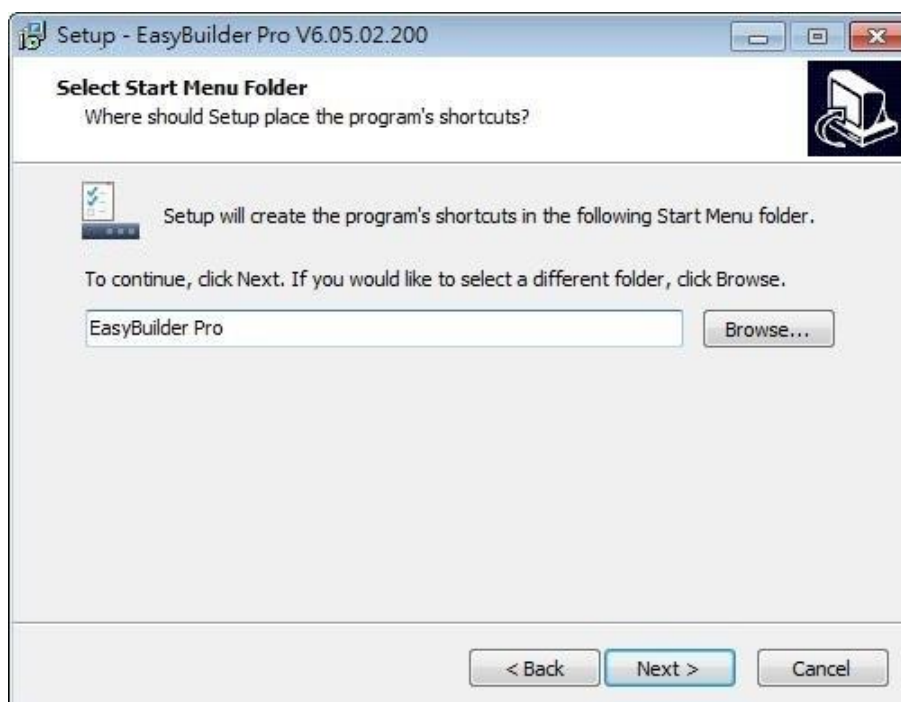 Setup - EasyBuilder Pro V6.05.02.200
Select Start Menu Folder
Where should Setup place the program's shortcuts?
Setup will create the program's shortcuts in the following Start Menu folder.
To continue, click Next. If you would like to select a different folder, click Browse.
EasyBuilder Pro
Browse...
< Back
Next >
Cancel